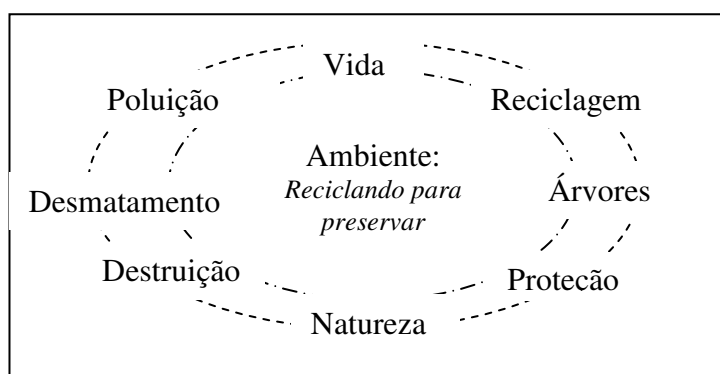 Vida
Poluição
Reciclagem
Ambiente:
Reciclando para
preservar
Desmatamento
Árvores
Destruição
Protecão
Natureza